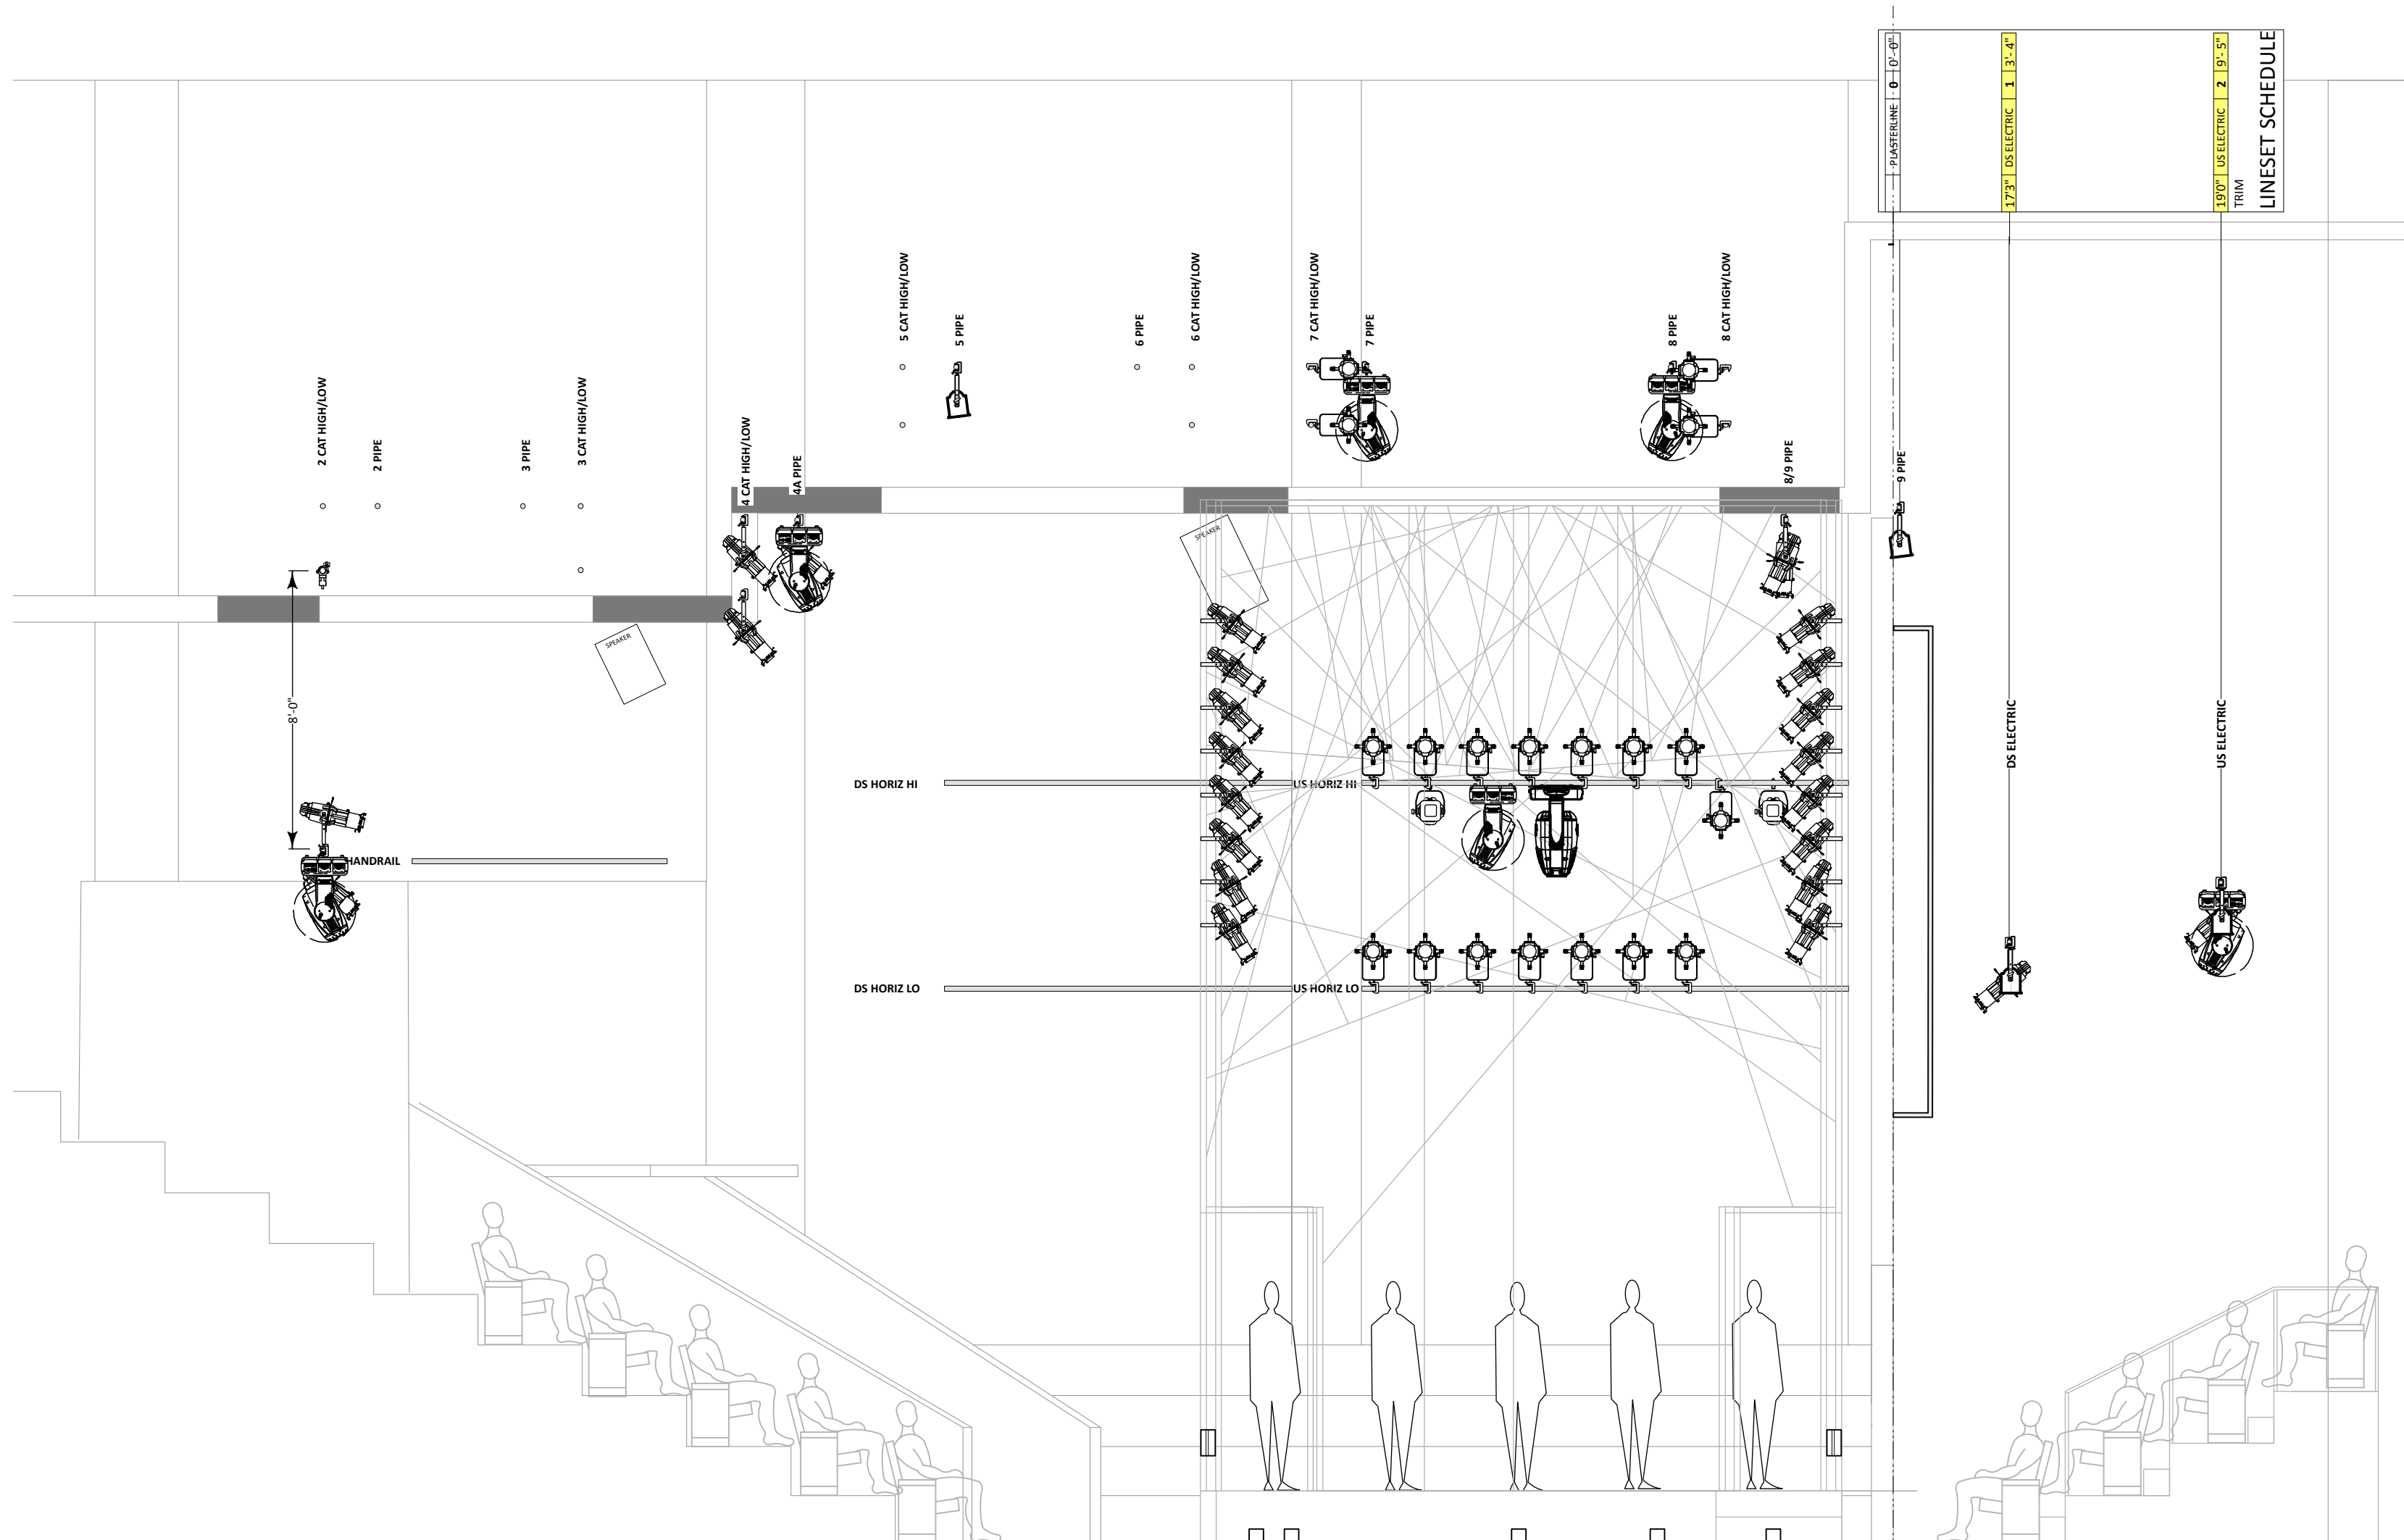 PLASTERLINE 0 0'- 0"
17'3" DS ELECTRIC 1 3'- 4"
19'0" US ELECTRIC 2 9'- 5"
TRIM
LINESET SCHEDULE
2 CAT HIGH/LOW
2 PIPE
3 PIPE
3 CAT HIGH/LOW
4 CAT HIGH/LOW
4A PIPE
5 CAT HIGH/LOW
5 PIPE
6 PIPE
6 CAT HIGH/LOW
7 CAT HIGH/LOW
7 PIPE
8 PIPE
8 CAT HIGH/LOW
8/9 PIPE
9 PIPE
SPEAKER
SPEAKER
8'-0"
DS HORIZ HI
US HORIZ HI
DS ELECTRIC
US ELECTRIC
HANDRAIL
DS HORIZ LO
US HORIZ LO